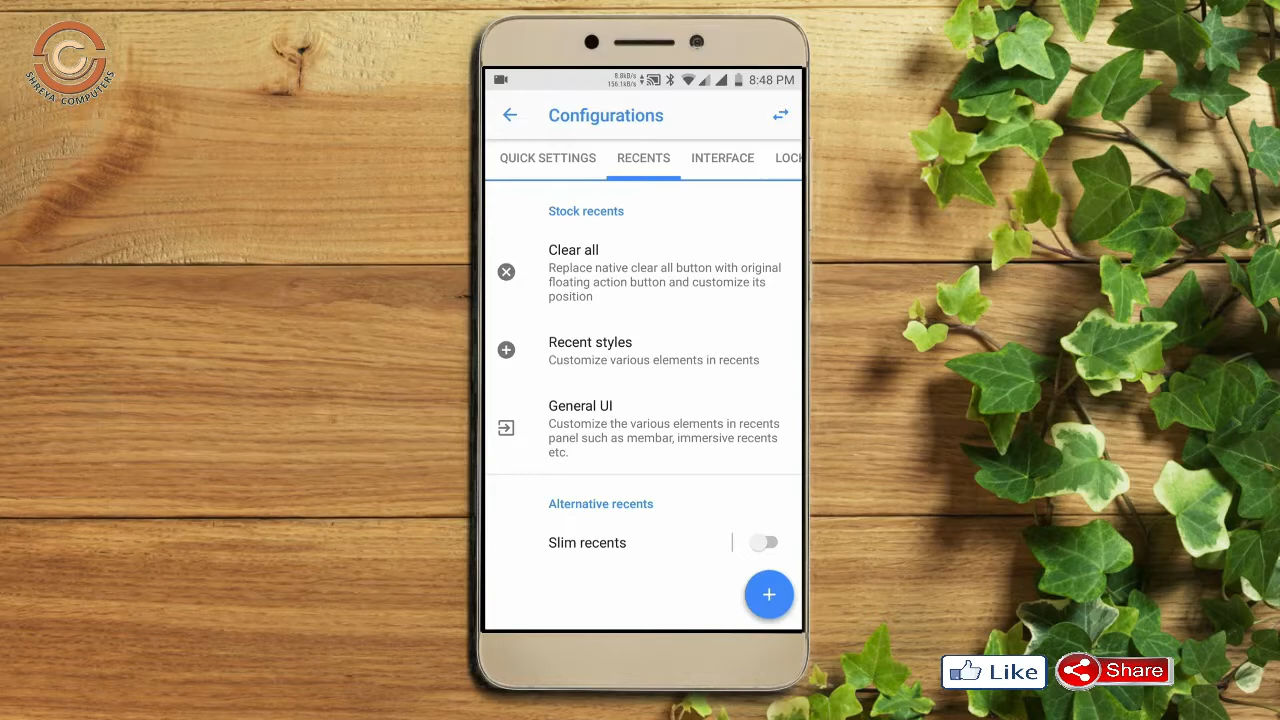 SHREYA COMPUTERS
8.8kB/s
156.1kB/s
8:48 PM
Configurations
QUICK SETTINGS RECENTS INTERFACE LOCK
Stock recents
Clear all
Replace native clear all button with original
floating action button and customize its
position
Recent styles
Customize various elements in recents
General UI
Customize the various elements in recents
panel such as membar, immersive recents
etc.
Alternative recents
Slim recents
Like
Share